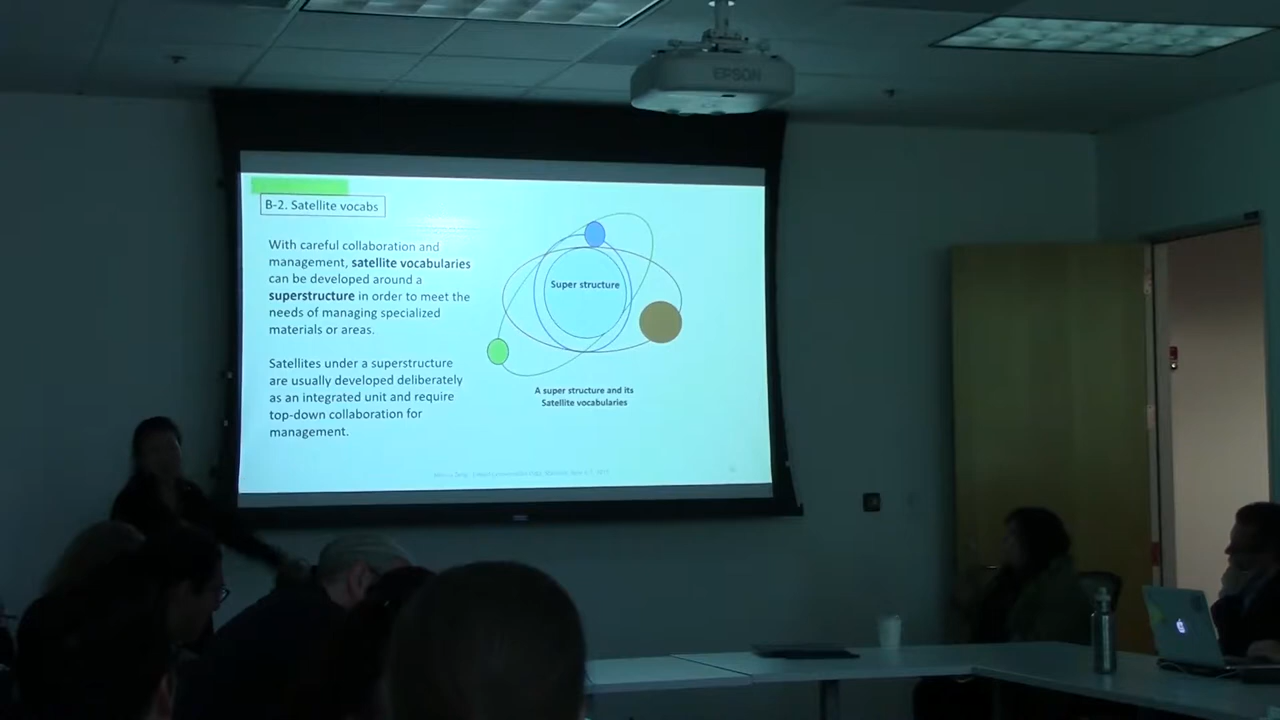 EPSON
B-2. Satellite vocabs
With careful collaboration and
management, satellite vocabularies
can be developed around a
superstructure in order to meet the
needs of managing specialized
materials or areas.
Satellites under a superstructure
are usually developed deliberately
as an integrated unit and require
top-down collaboration for
management.
Super structure
A super structure and its
Satellite vocabularies